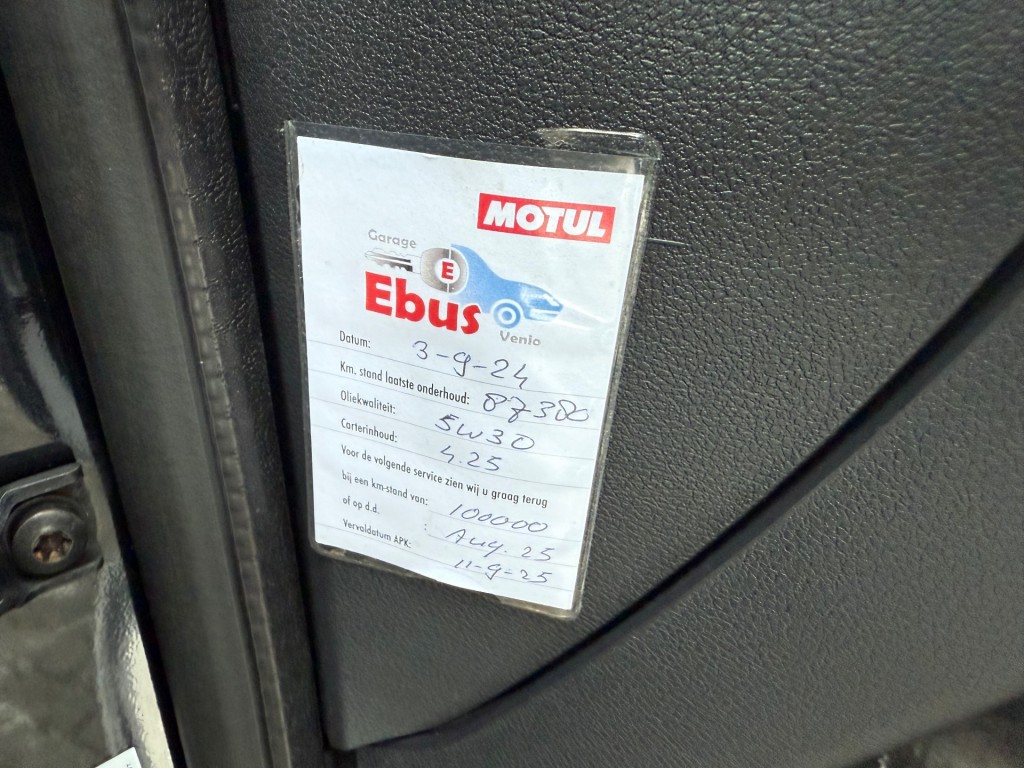 MOTUL
Garage
E
Ebus
Venlo
Datum: 3-9-24
Km. stand laatste onderhoud: 87380
Oliekwaliteit: 5W30
Carterinhoud: 4.25
Voor de volgende service zien wij u graag terug
bij een km-stand van: 100000
of op d.d. : Aug. 25
Vervaldatum APK: 11-9-25